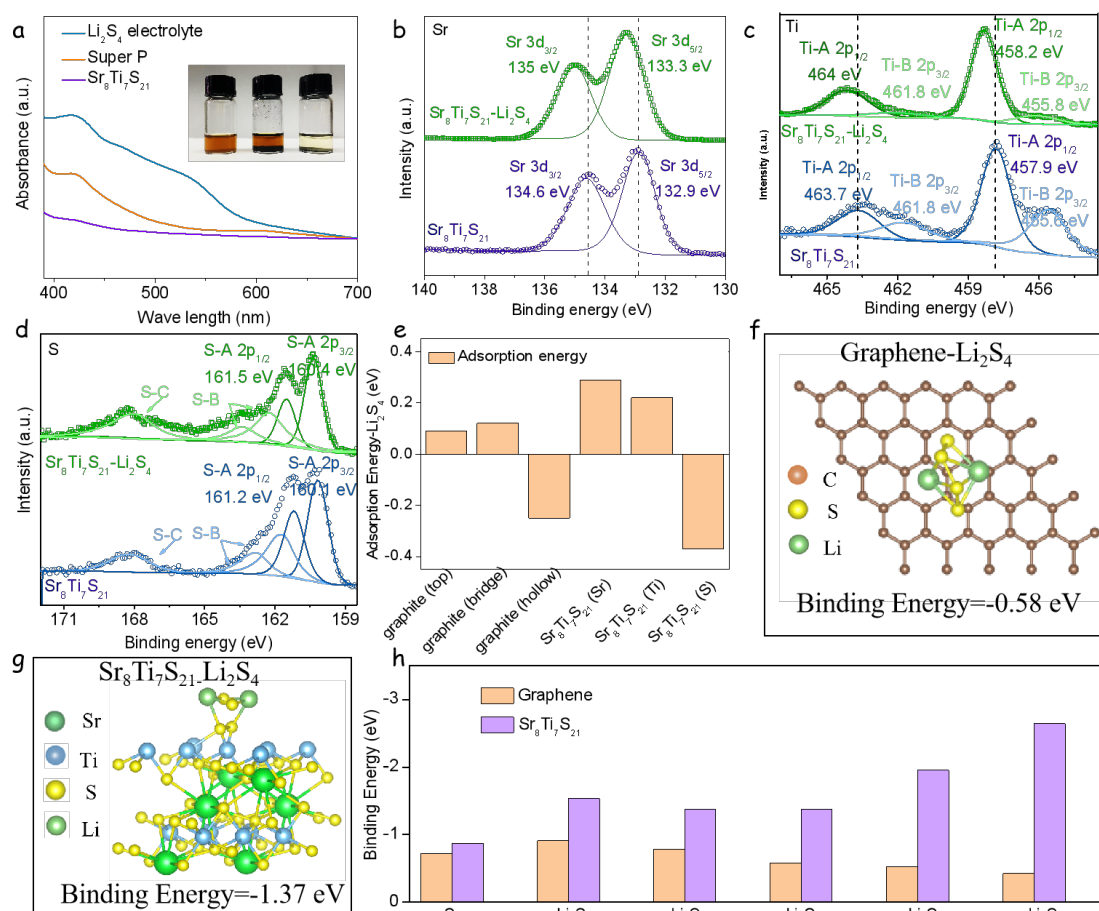 a
Li₂S₄ electrolyte
Super P
Sr₈Ti₇S₂₁
Absorbance (a.u.)
400
500
600
700
Wave length (nm)
b
Sr
Sr 3d₃/₂
135 eV
Sr 3d₅/₂
133.3 eV
Sr₈Ti₇S₂₁-Li₂S₄
Sr 3d₃/₂
134.6 eV
Sr 3d₅/₂
132.9 eV
Sr₈Ti₇S₂₁
Intensity (a.u.)
140
138
136
134
132
130
Binding energy (eV)
c
Ti
Ti-A 2p₁/₂
458.2 eV
Ti-A 2p₁/₂
464 eV
Ti-B 2p₃/₂
461.8 eV
Ti-B 2p₃/₂
455.8 eV
Sr₈Ti₇S₂₁-Li₂S₄
Ti-A 2p₁/₂
457.9 eV
Ti-A 2p₁/₂
463.7 eV
Ti-B 2p₃/₂
461.8 eV
Ti-B 2p₃/₂
Sr₈Ti₇S₂₁
Intensity (a.u.)
465
462
459
456
Binding energy (eV)
d
S
S-A 2p₁/₂
161.5 eV
S-A 2p₃/₂
160.4 eV
S-C
S-B
Sr₈Ti₇S₂₁-Li₂S₄
S-A 2p₁/₂
161.2 eV
S-A 2p₃/₂
160.1 eV
S-C
S-B
Sr₈Ti₇S₂₁
Intensity (a.u.)
171
168
165
162
159
Binding energy (eV)
e
Adsorption energy
Adsorption Energy-Li₂S₄ (eV)
0.4
0.2
0.0
-0.2
-0.4
graphite (top)
graphite (bridge)
graphite (hollow)
Sr₈Ti₇S₂₁ (Sr)
Sr₈Ti₇S₂₁ (Ti)
Sr₈Ti₇S₂₁ (S)
f
Graphene-Li₂S₄
C
S
Li
Binding Energy=-0.58 eV
g
Sr₈Ti₇S₂₁-Li₂S₄
Sr
Ti
S
Li
Binding Energy=-1.37 eV
h
Graphene
Sr₈Ti₇S₂₁
Binding Energy (eV)
-3
-2
-1
0